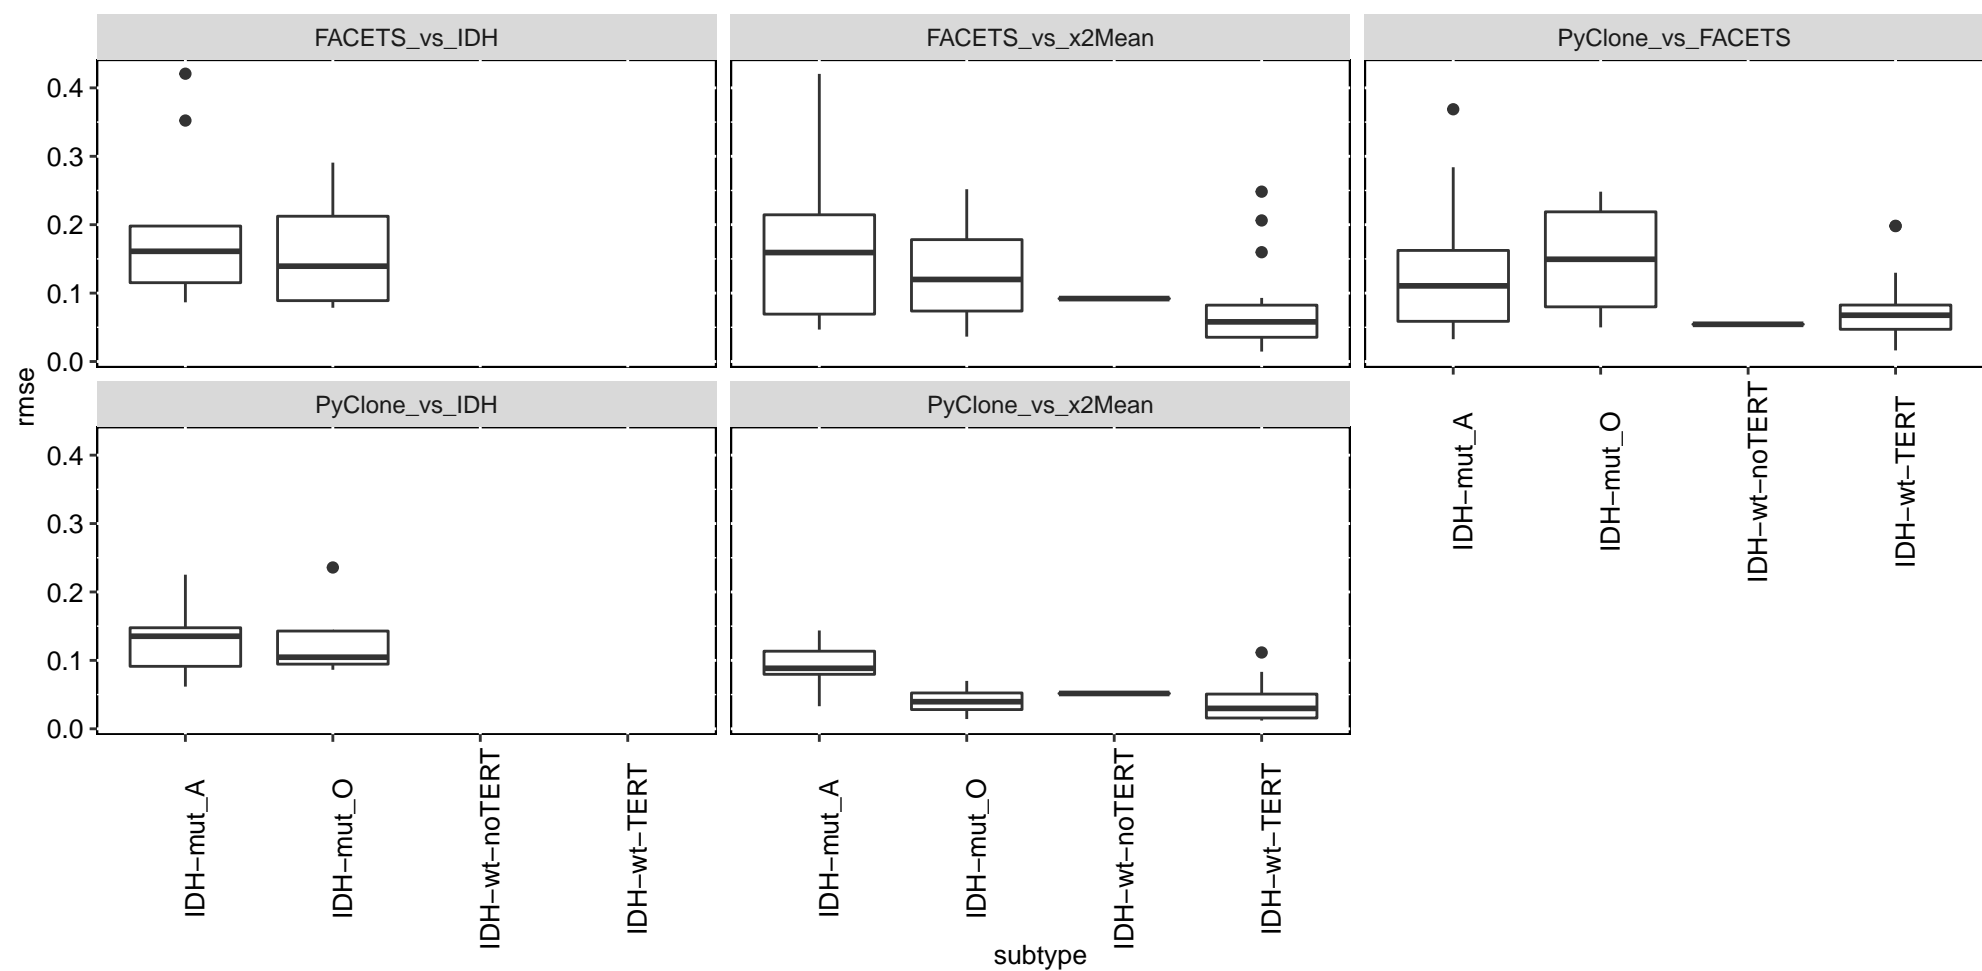 FACETS_vs_IDH
FACETS_vs_x2Mean
PyClone_vs_FACETS
0.4
0.3
0.2
0.1
0.0
IDH−mut_A
IDH−mut_O
IDH−wt−noTERT
IDH−wt−TERT
rmse
PyClone_vs_IDH
PyClone_vs_x2Mean
0.4
0.3
0.2
0.1
0.0
IDH−mut_A
IDH−mut_O
IDH−wt−noTERT
IDH−wt−TERT
IDH−mut_A
IDH−mut_O
IDH−wt−noTERT
IDH−wt−TERT
subtype